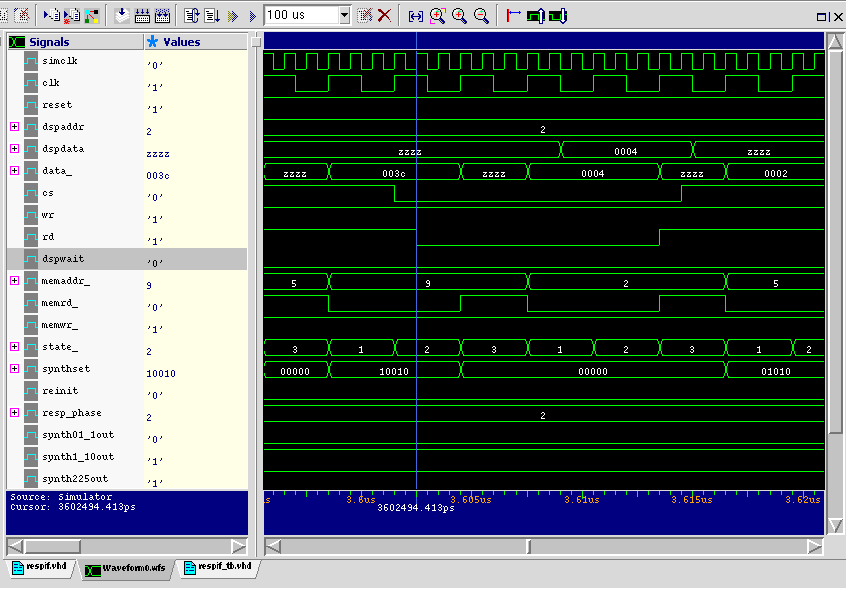 100 us
Signals Values
simclk '0'
clk '1'
reset '1'
dspaddr 2 2
dspdata zzzz zzzz 0004 zzzz
data_ 003c zzzz 003c zzzz 0004 zzzz 0002
cs '0'
wr '1'
rd '1'
dspwait '0'
memaddr_ 9 5 9 2 5
memrd_ '0'
memwr_ '1'
state_ 2 3 1 2 3 1 2 3 1 2
synthset 10010 00000 10010 00000 01010
reinit '0'
resp_phase 2 2
synth01_1out '0'
synth1_10out '1'
synth225out '1'
Source: Simulator
Cursor: 3602494.413ps
s 3.6us 3.605us 3.61us 3.615us 3.62us
3602494.413ps
respif.vhd Waveform0.wfs respif_tb.vhd